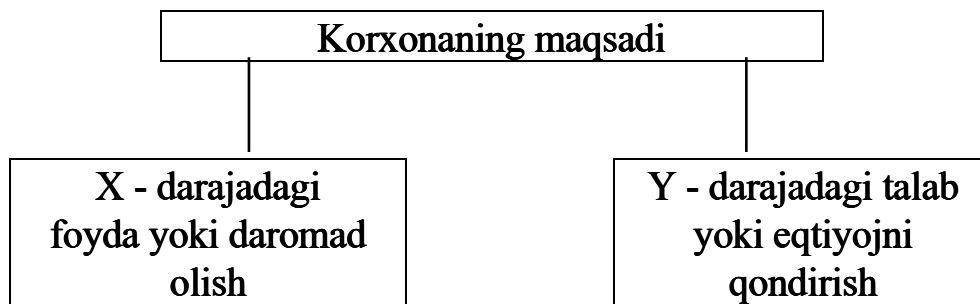 Korxonaning maqsadi
X - darajadagi
foyda yoki daromad
olish
Y - darajadagi talab
yoki eqtiyojni
qondirish